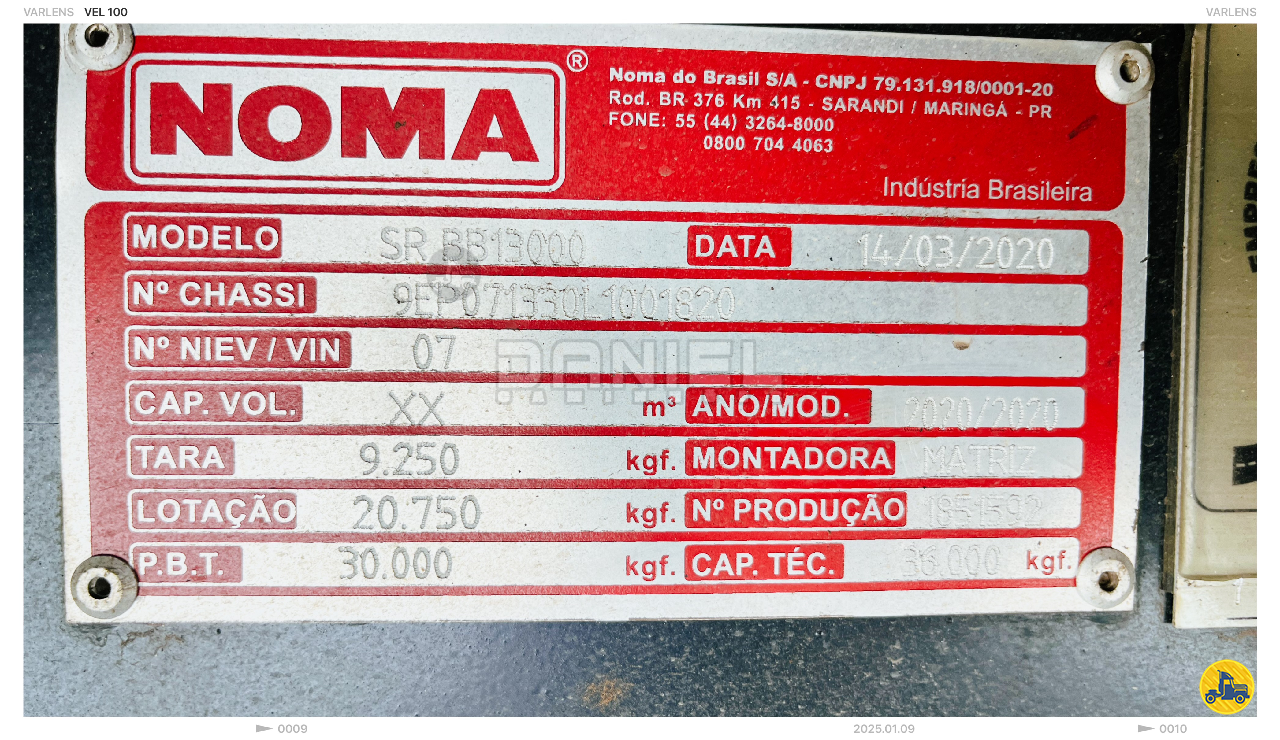 VARLENS VEL 100 VARLENS
NOMA ®
Noma do Brasil S/A - CNPJ 79.131.918/0001-20
Rod. BR 376 Km 415 - SARANDI / MARINGÁ - PR
FONE: 55 (44) 3264-8000
0800 704 4063
Indústria Brasileira
MODELO SR BB13000 DATA 14/03/2020
Nº CHASSI 9EP071330L1001820
Nº NIEV / VIN 07
DANIEL
CAP. VOL. XX m³ ANO/MOD. 2020/2020
TARA 9.250 kgf. MONTADORA MATRIZ
LOTAÇÃO 20.750 kgf. Nº PRODUÇÃO 1851592
P.B.T. 30.000 kgf. CAP. TÉC. 36.000 kgf.
0009 2025.01.09 0010